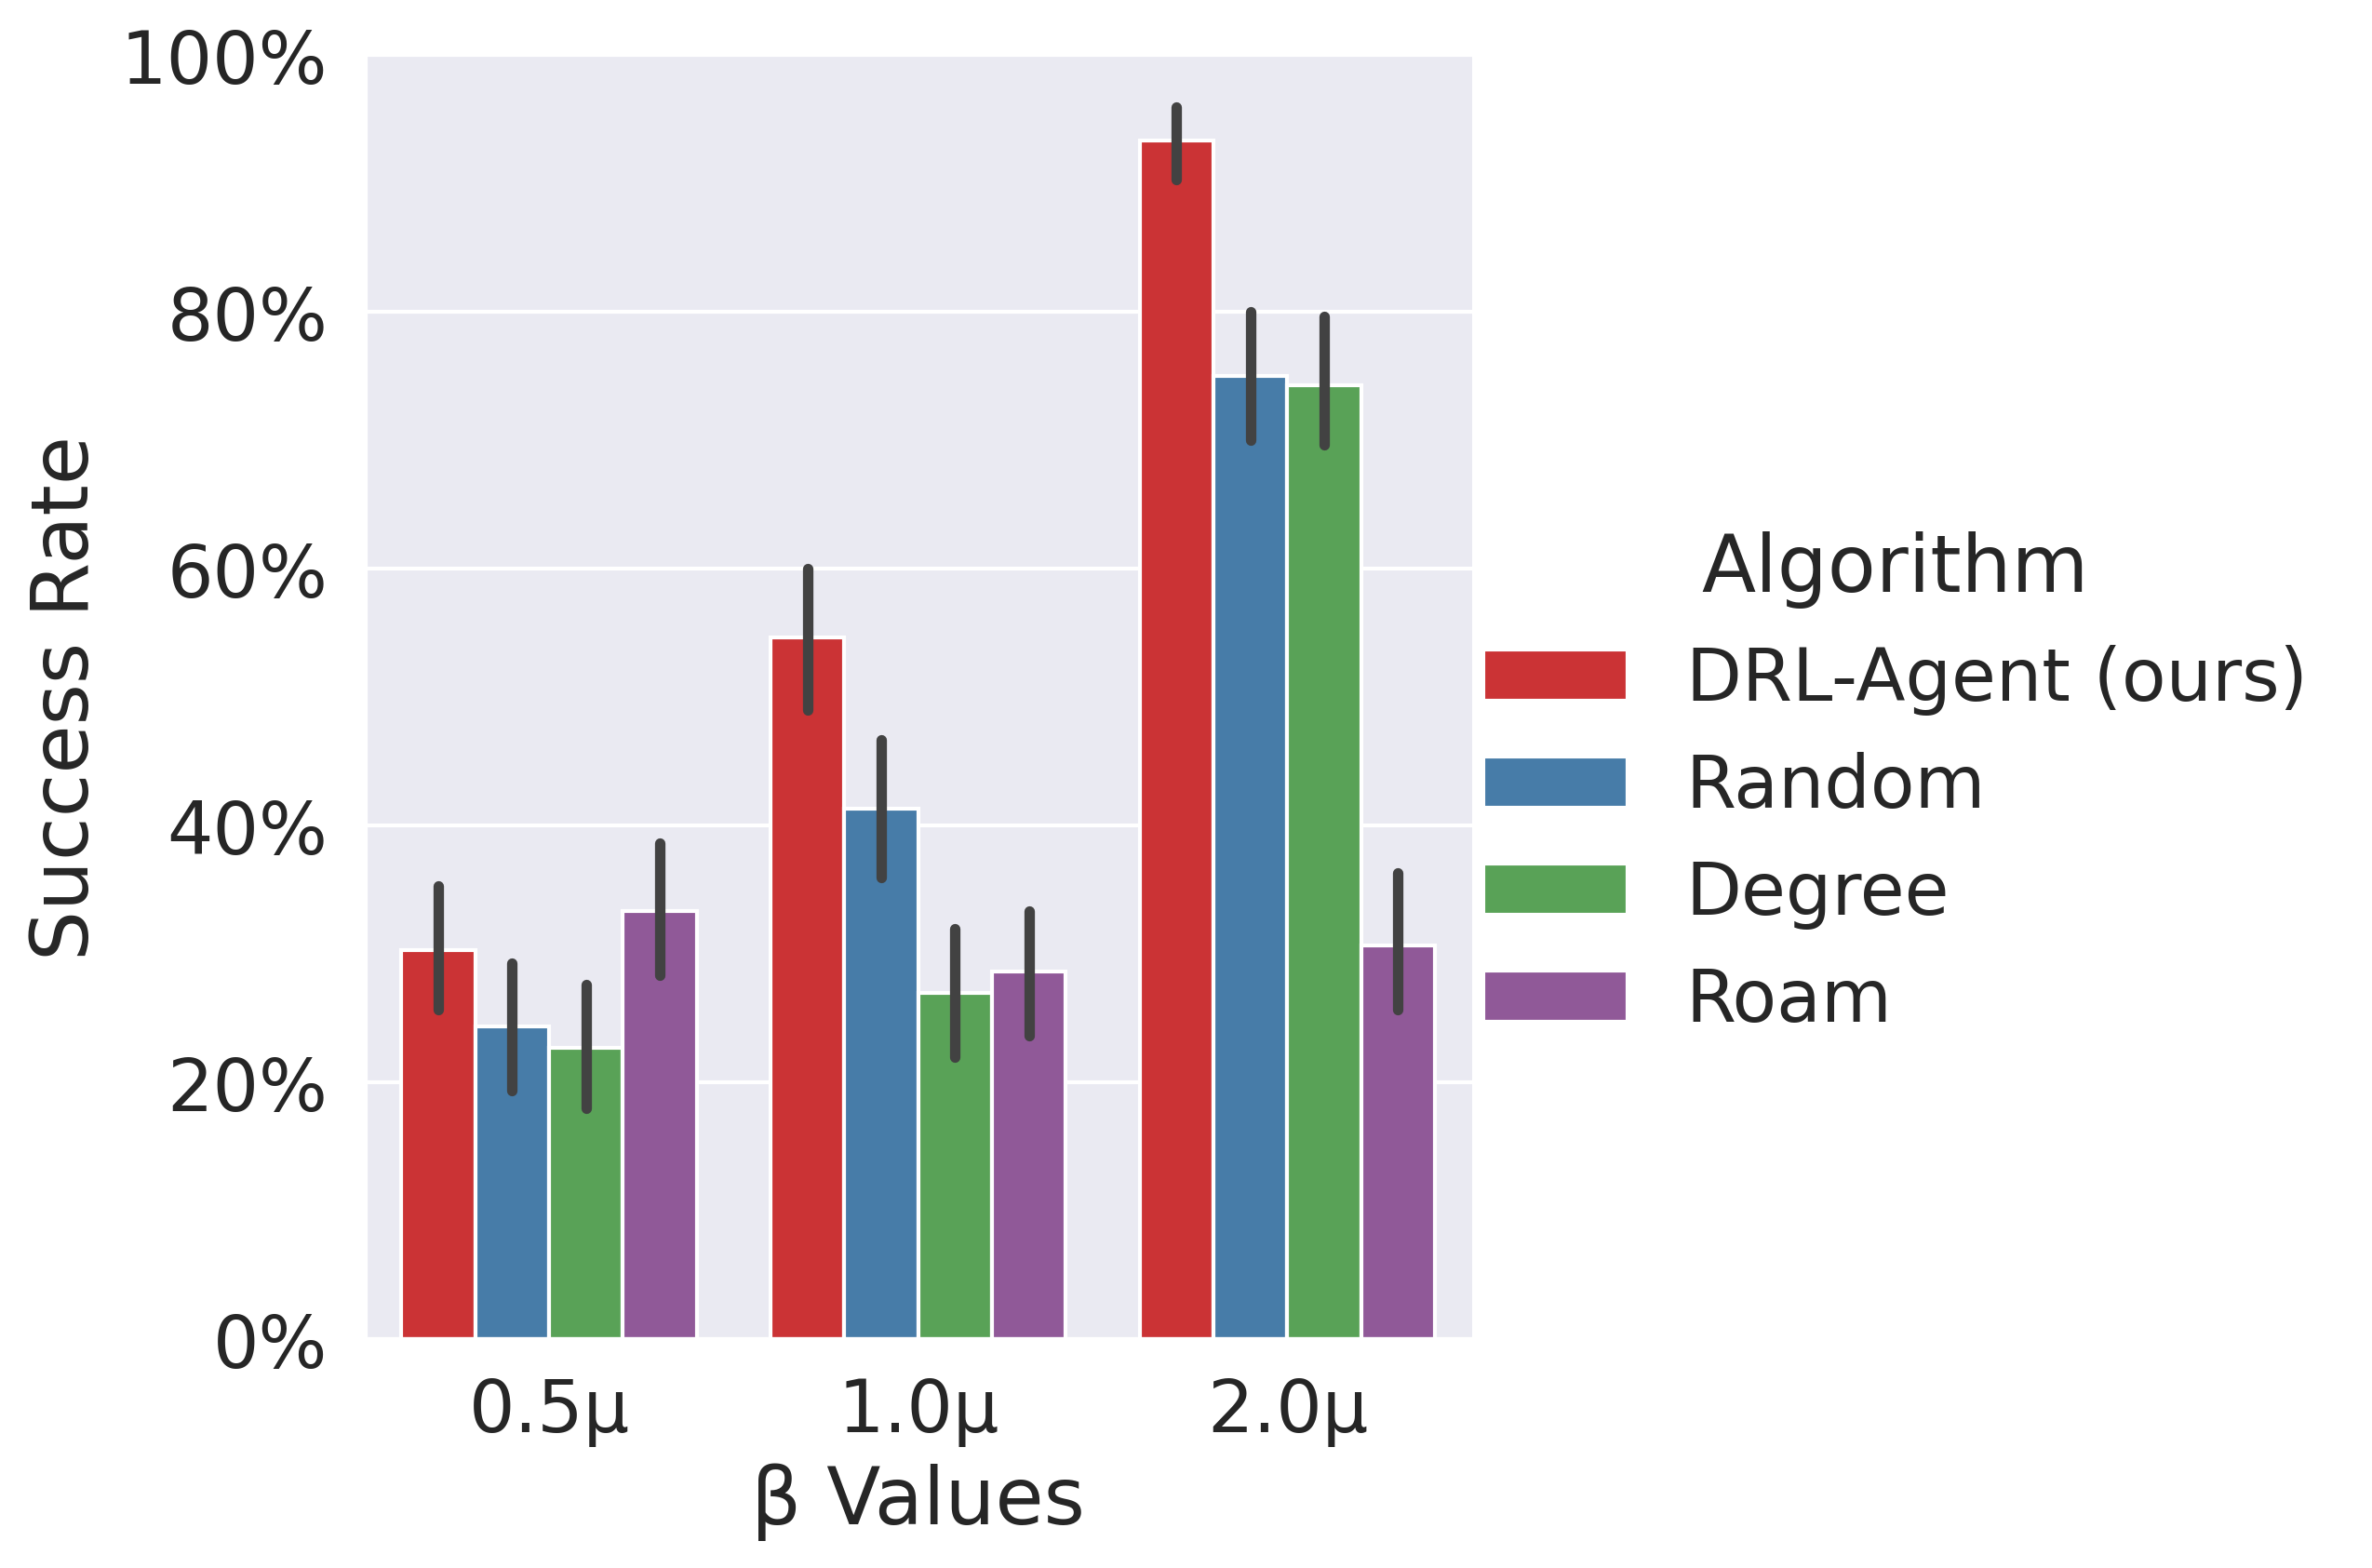 100%
80%
60%
40%
20%
0%
Success Rate
0.5μ 1.0μ 2.0μ
β Values
Algorithm
DRL-Agent (ours)
Random
Degree
Roam